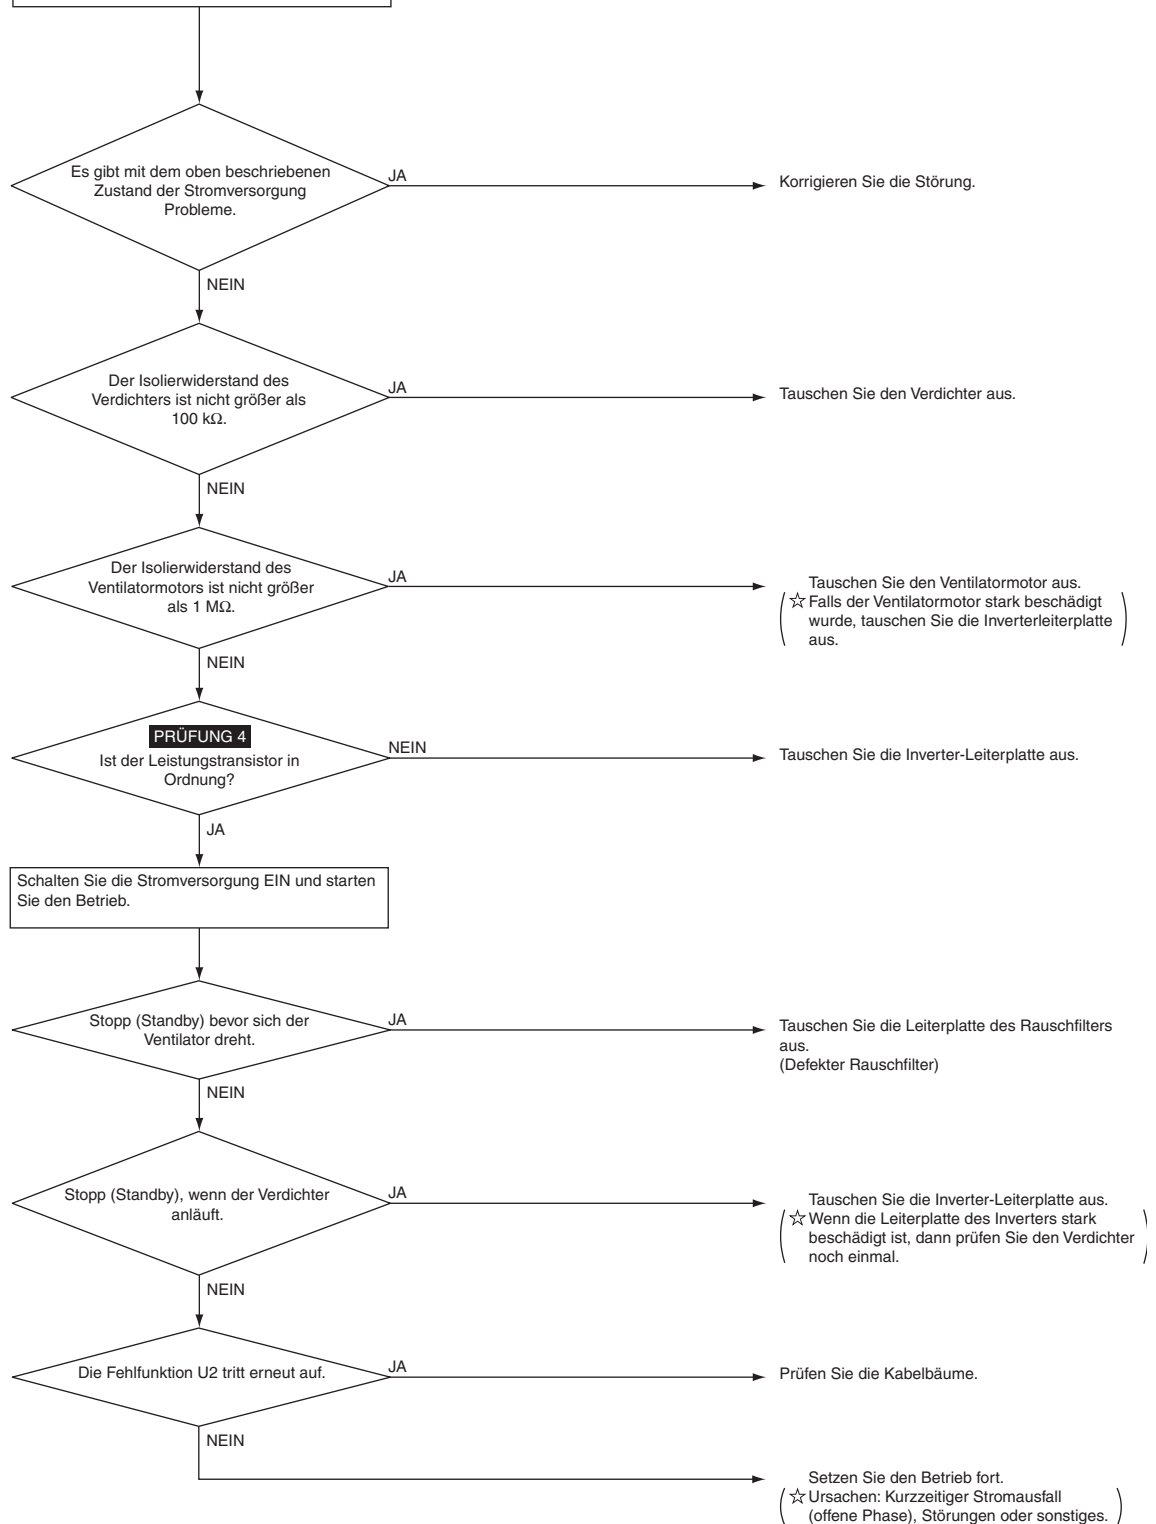 Es gibt mit dem oben beschriebenen
Zustand der Stromversorgung
Probleme.
JA
Korrigieren Sie die Störung.
NEIN
Der Isolierwiderstand des
Verdichters ist nicht größer als
100 kΩ.
JA
Tauschen Sie den Verdichter aus.
NEIN
Der Isolierwiderstand des
Ventilatormotors ist nicht größer
als 1 MΩ.
JA
Tauschen Sie den Ventilatormotor aus.
☆ Falls der Ventilatormotor stark beschädigt
wurde, tauschen Sie die Inverterleiterplatte
aus.
NEIN
PRÜFUNG 4
Ist der Leistungstransistor in
Ordnung?
NEIN
Tauschen Sie die Inverter-Leiterplatte aus.
JA
Schalten Sie die Stromversorgung EIN und starten
Sie den Betrieb.
Stopp (Standby) bevor sich der
Ventilator dreht.
JA
Tauschen Sie die Leiterplatte des Rauschfilters
aus.
(Defekter Rauschfilter)
NEIN
Stopp (Standby), wenn der Verdichter
anläuft.
JA
Tauschen Sie die Inverter-Leiterplatte aus.
☆ Wenn die Leiterplatte des Inverters stark
beschädigt ist, dann prüfen Sie den Verdichter
noch einmal.
NEIN
Die Fehlfunktion U2 tritt erneut auf.
JA
Prüfen Sie die Kabelbäume.
NEIN
Setzen Sie den Betrieb fort.
☆ Ursachen: Kurzzeitiger Stromausfall
(offene Phase), Störungen oder sonstiges.